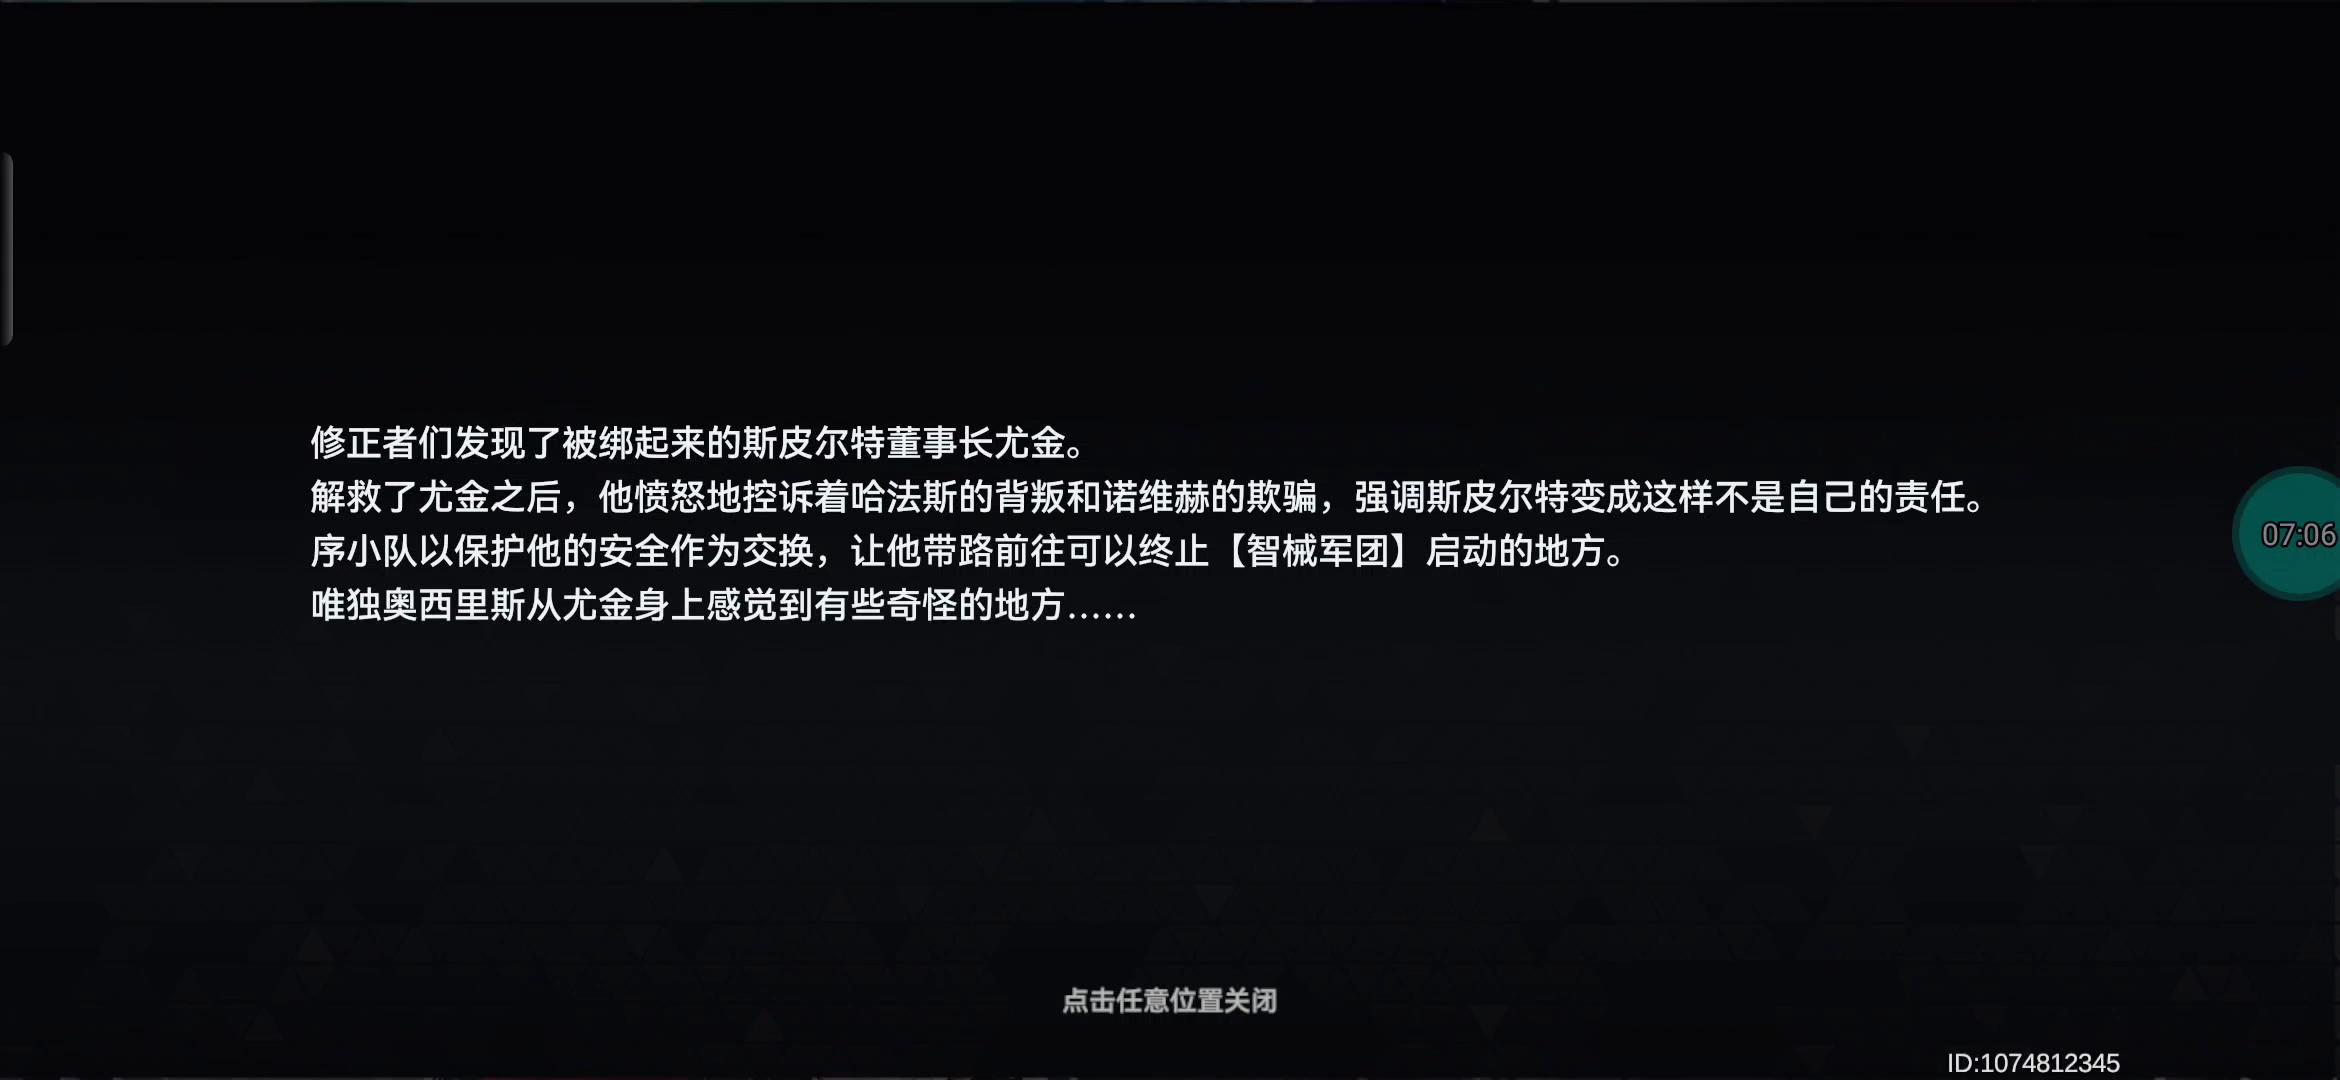 修正者们发现了被绑起来的斯皮尔特董事长尤金。
解救了尤金之后，他愤怒地控诉着哈法斯的背叛和诺维赫的欺骗，强调斯皮尔特变成这样不是自己的责任。
序小队以保护他的安全作为交换，让他带路前往可以终止【智械军团】启动的地方。
唯独奥西里斯从尤金身上感觉到有些奇怪的地方……
07:06
点击任意位置关闭
ID:1074812345